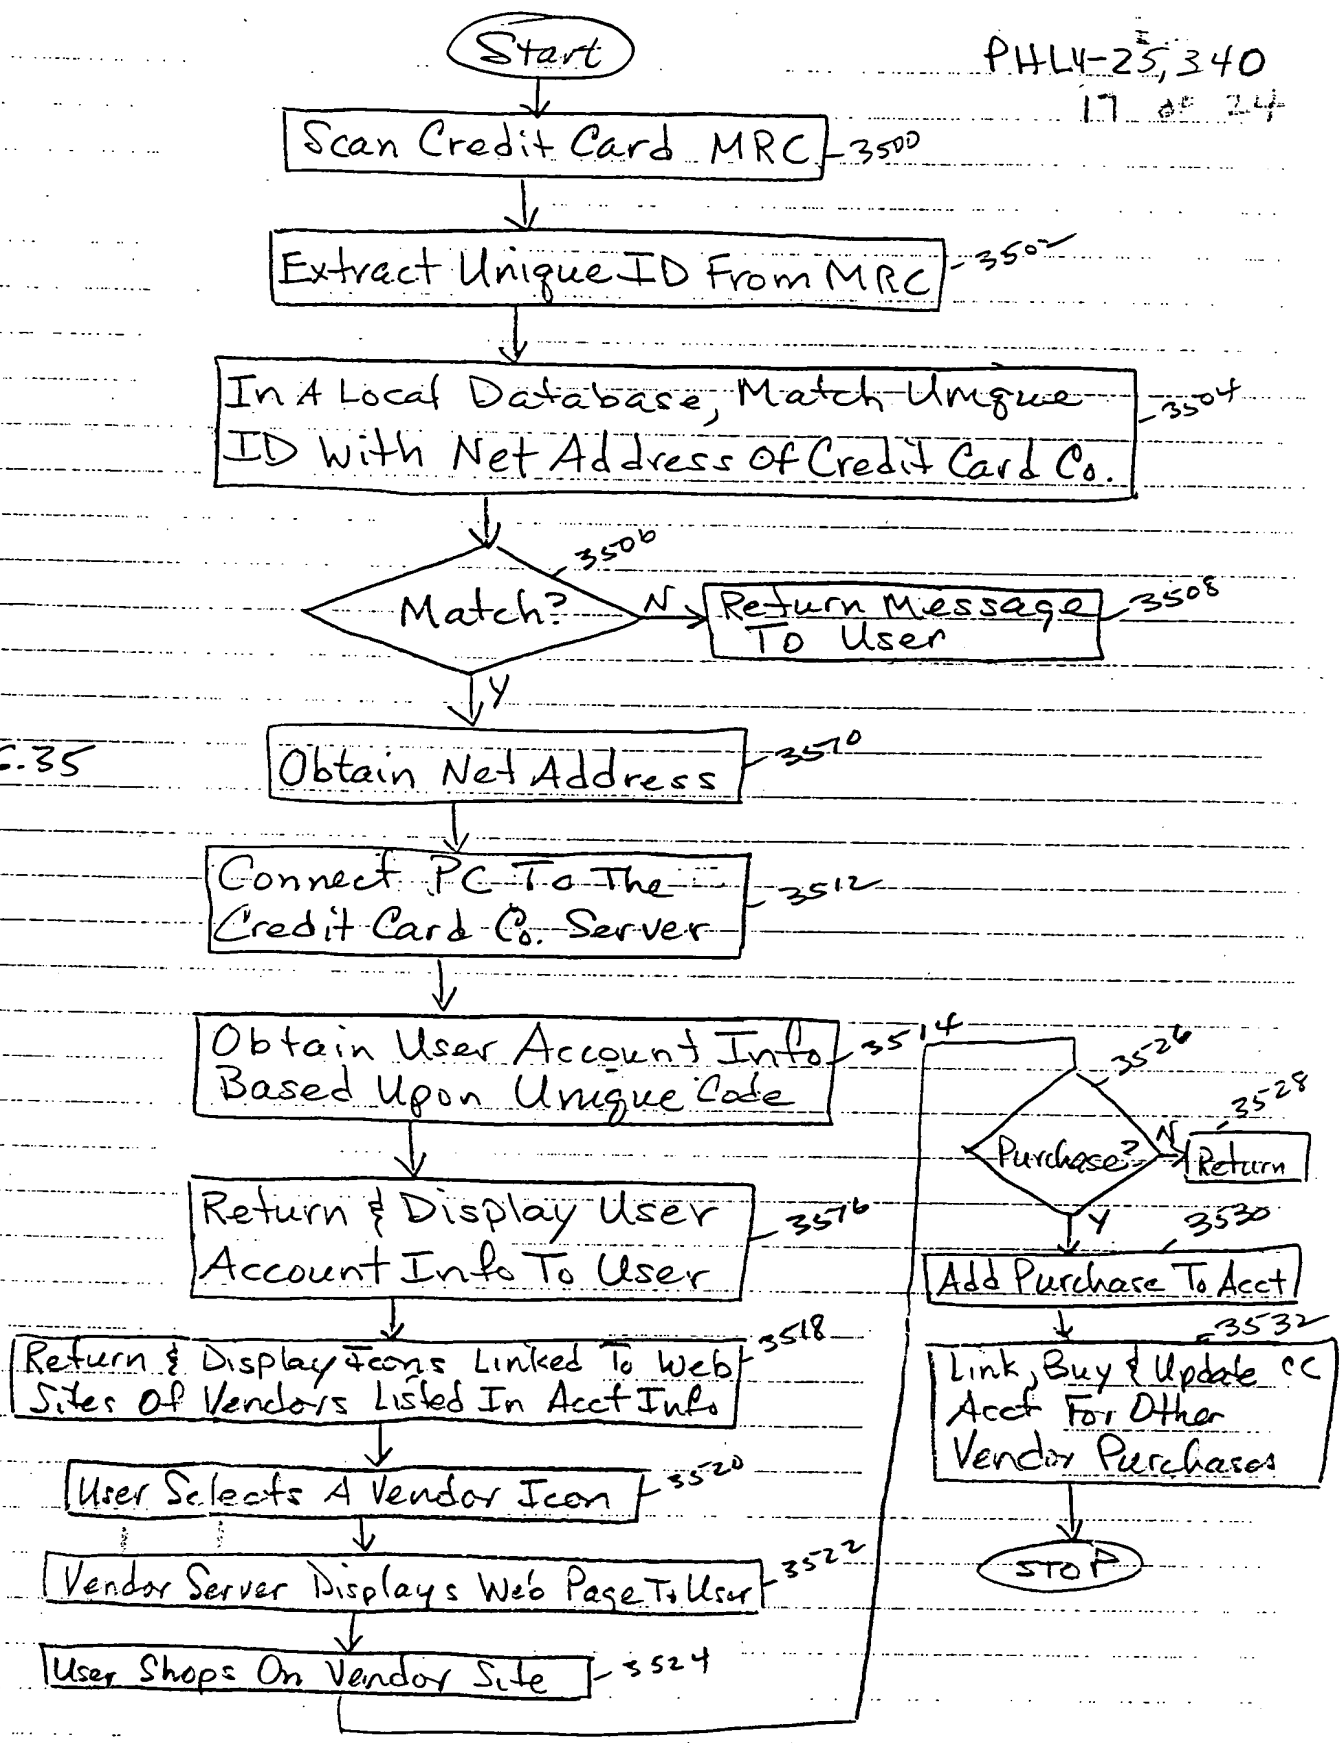 Start
PHLY-25,340
17 of 24
Scan Credit Card MRC
3500
Extract Unique ID From MRC
3502
In A Local Database, Match Unique
ID With Net Address Of Credit Card Co.
3504
3506
Match?
N
Return Message
To User
3508
Y
G.35
Obtain Net Address
3510
Connect PC To The
Credit Card Co. Server
3512
Obtain User Account Info
Based Upon Unique Code
3514
Return & Display User
Account Info To User
3516
Return & Display Icons Linked To Web
Sites Of Vendors Listed In Acct Info
3518
User Selects A Vendor Icon
3520
Vendor Server Displays Web Page To User
3522
User Shops On Vendor Site
3524
3526
Purchase?
N
3528
Return
Y
3530
Add Purchase To Acct
3532
Link, Buy & Update CC
Acct For Other
Vendor Purchases
STOP